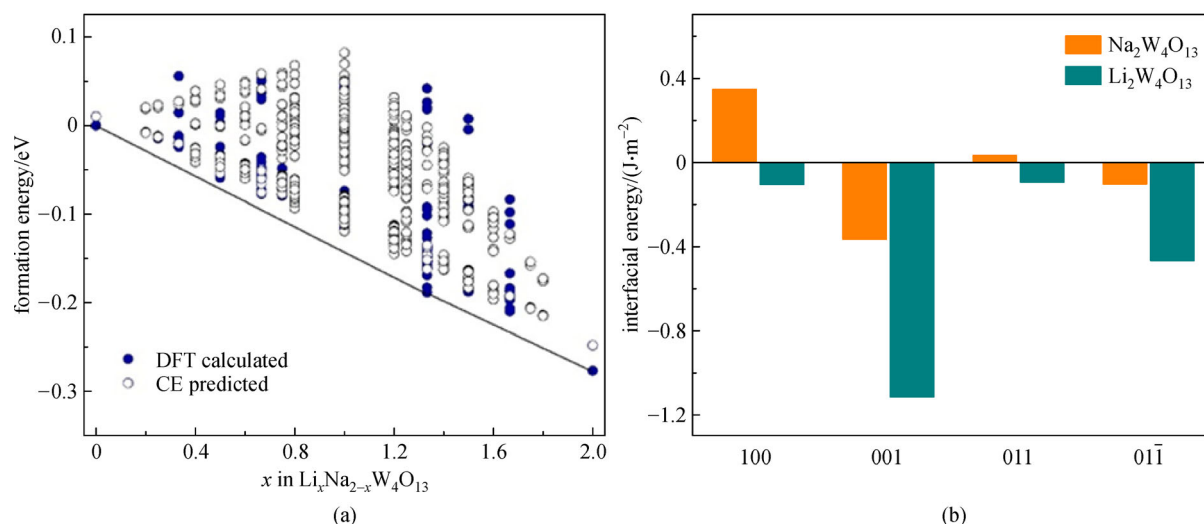 0.1
0
−0.1
−0.2
−0.3
formation energy/eV
DFT calculated
CE predicted
0
0.4
0.8
1.2
1.6
2.0
x in LiₓNa₂₋ₓW₄O₁₃
(a)
Na₂W₄O₁₃
Li₂W₄O₁₃
0.4
0
−0.4
−0.8
−1.2
interfacial energy/(J·m⁻²)
100
001
011
011̅
(b)